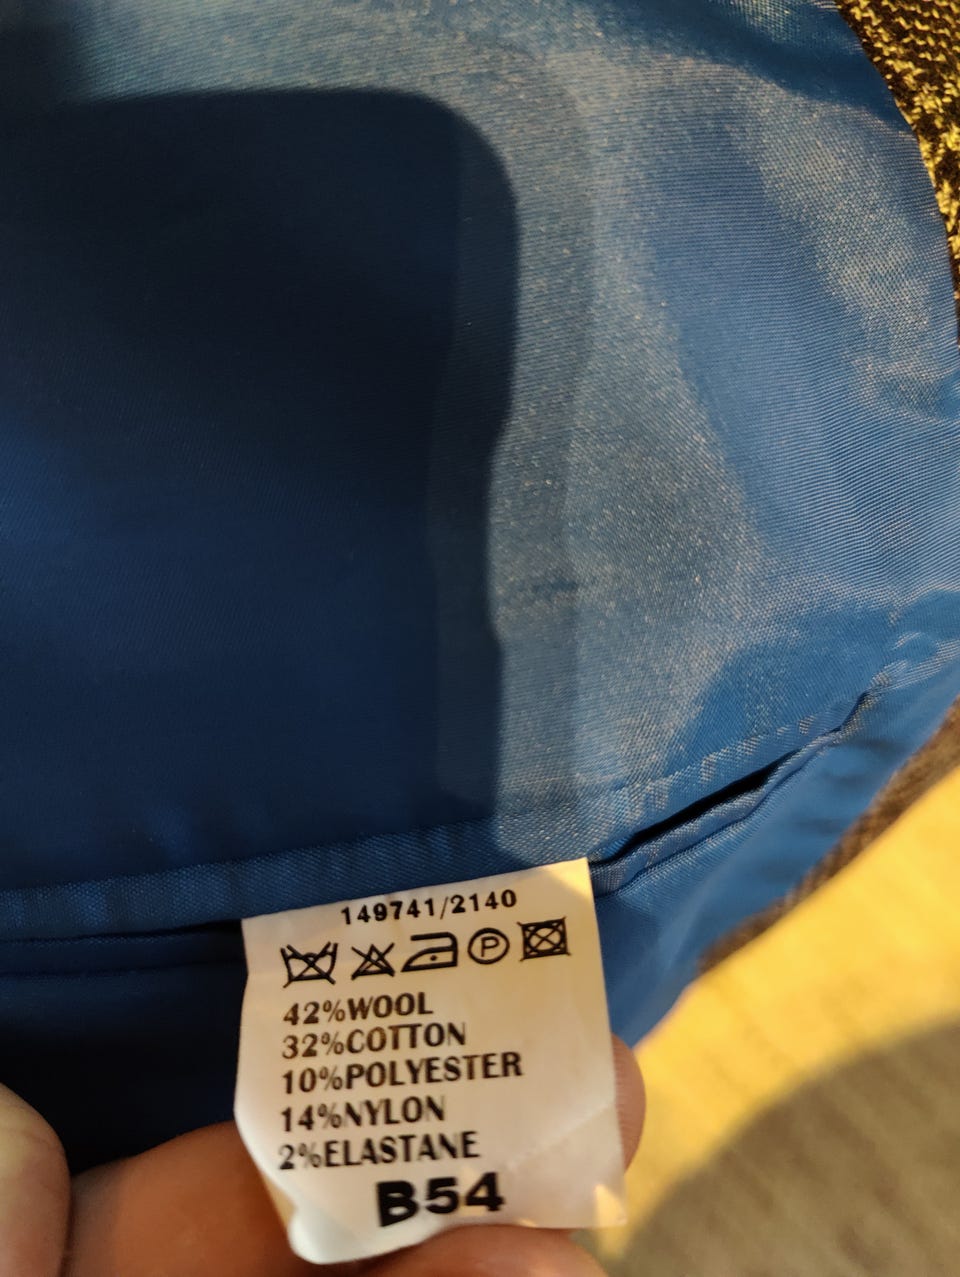 149741/2140
P
42%WOOL
32%COTTON
10%POLYESTER
14%NYLON
2%ELASTANE
B54